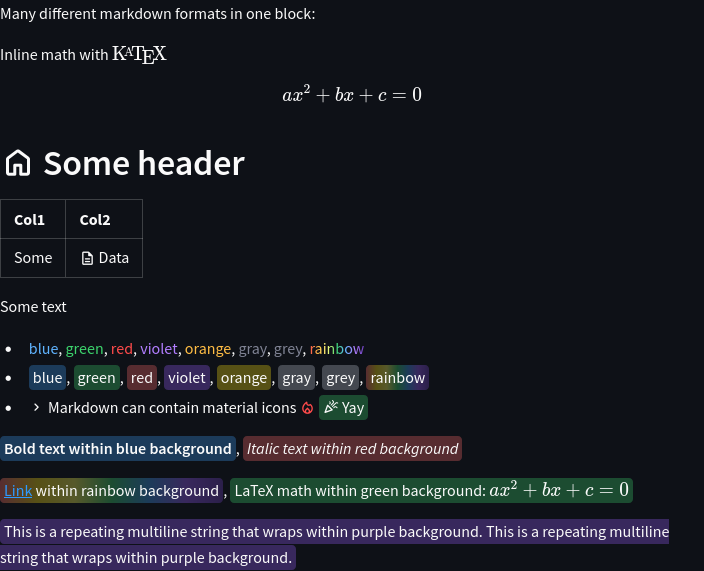 Many different markdown formats in one block:
Inline math with KATEX
ax² + bx + c = 0
Some header
Col1 Col2
Some Data
Some text
• blue, green, red, violet, orange, gray, grey, rainbow
• blue , green , red , violet , orange , gray , grey , rainbow
• > Markdown can contain material icons Yay
Bold text within blue background , Italic text within red background
Link within rainbow background , LaTeX math within green background: ax² + bx + c = 0
This is a repeating multiline string that wraps within purple background. This is a repeating multiline
string that wraps within purple background.